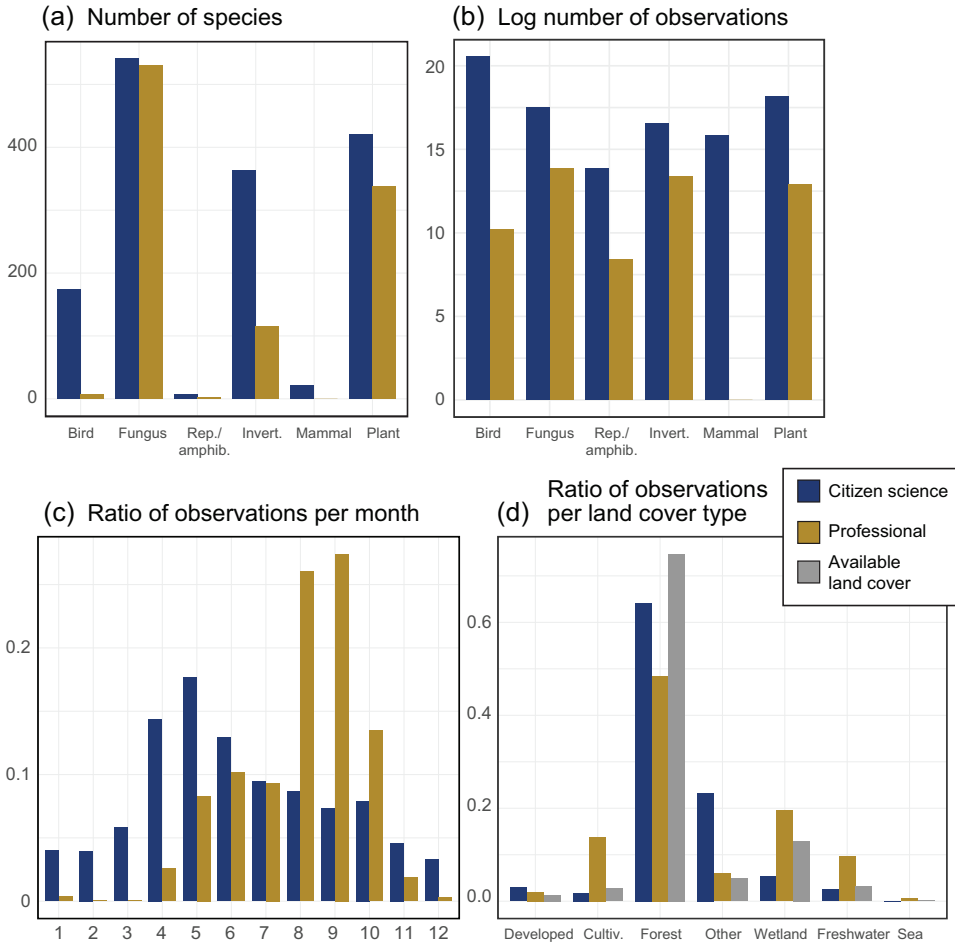 (a) Number of species
400
200
0
Bird Fungus Rep./ Invert. Mammal Plant
amphib.
(b) Log number of observations
20
15
10
5
0
Bird Fungus Rep./ Invert. Mammal Plant
amphib.
(c) Ratio of observations per month
0.2
0.1
0
1 2 3 4 5 6 7 8 9 10 11 12
(d) Ratio of observations
per land cover type
0.6
0.4
0.2
0.0
Developed Cultiv. Forest Other Wetland Freshwater Sea
Citizen science
Professional
Available
land cover